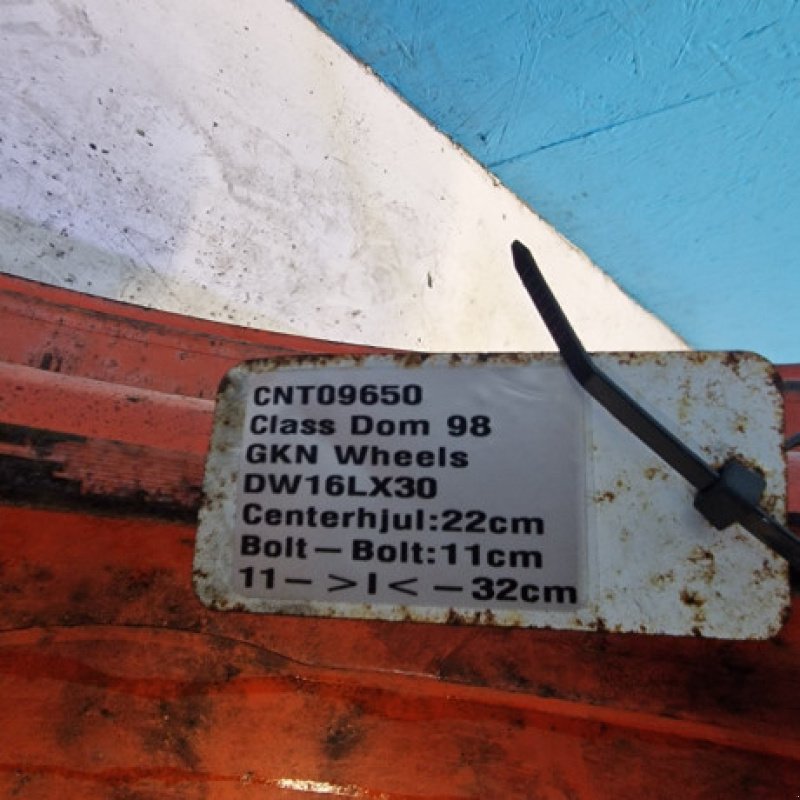 CNT09650
Class Dom 98
GKN Wheels
DW16LX30
Centerhjul:22cm
Bolt-Bolt:11cm
11- >I< -32cm